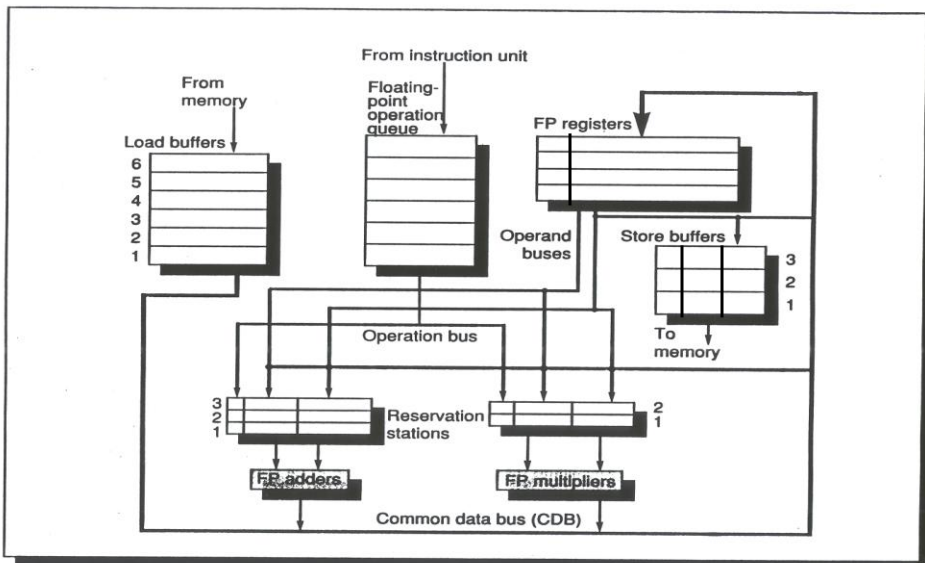 From instruction unit
From
memory
Floating-
point
operation
queue
FP registers
Load buffers
6
5
4
3
2
1
Operand
buses
Store buffers
3
2
1
Operation bus
To
memory
3
2
1
Reservation
stations
2
1
FP adders
FP multipliers
Common data bus (CDB)